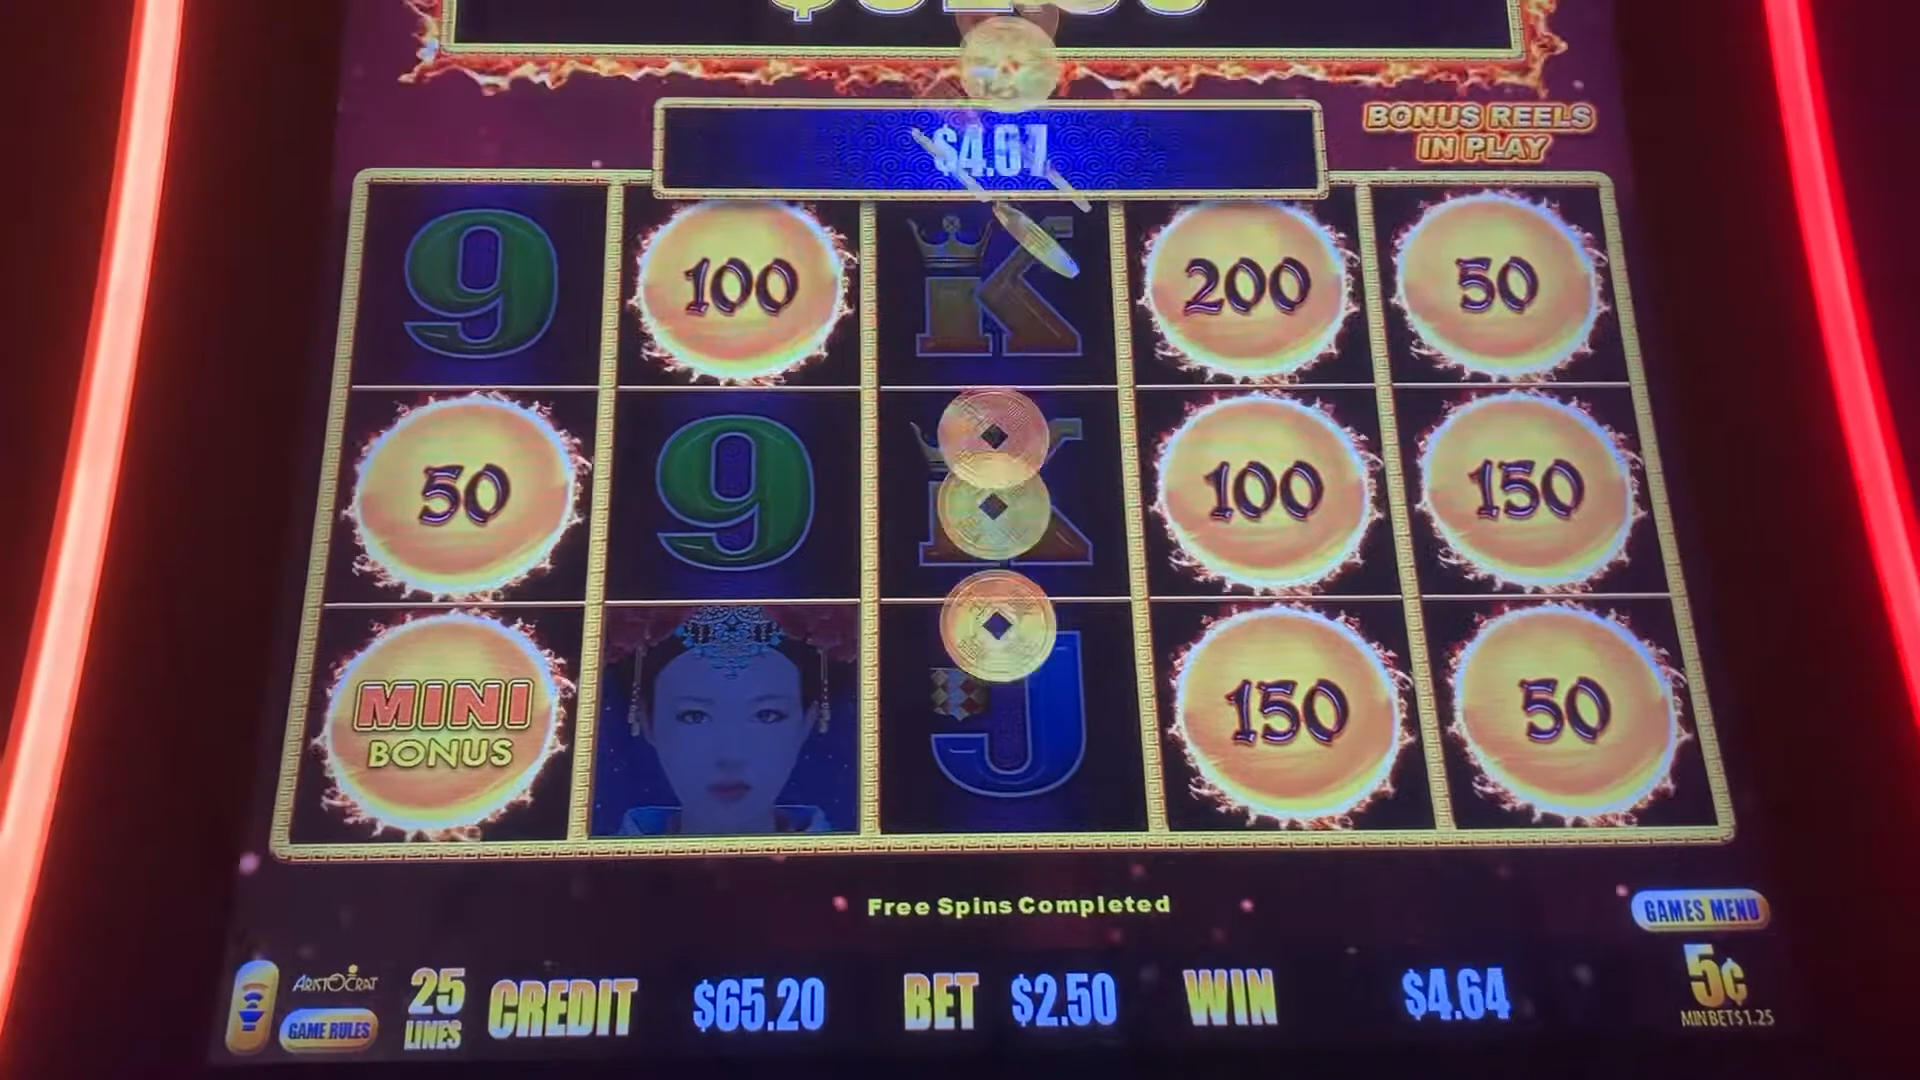 $4.67
BONUS REELS
IN PLAY
9 100 K 200 50
50 9 K 100 150
MINI
BONUS
J 150 50
Free Spins Completed
GAMES MENU
ARISTOCRAT
GAME RULES
25
LINES
CREDIT $65.20 BET $2.50 WIN $4.64
5¢
MIN BET $1.25